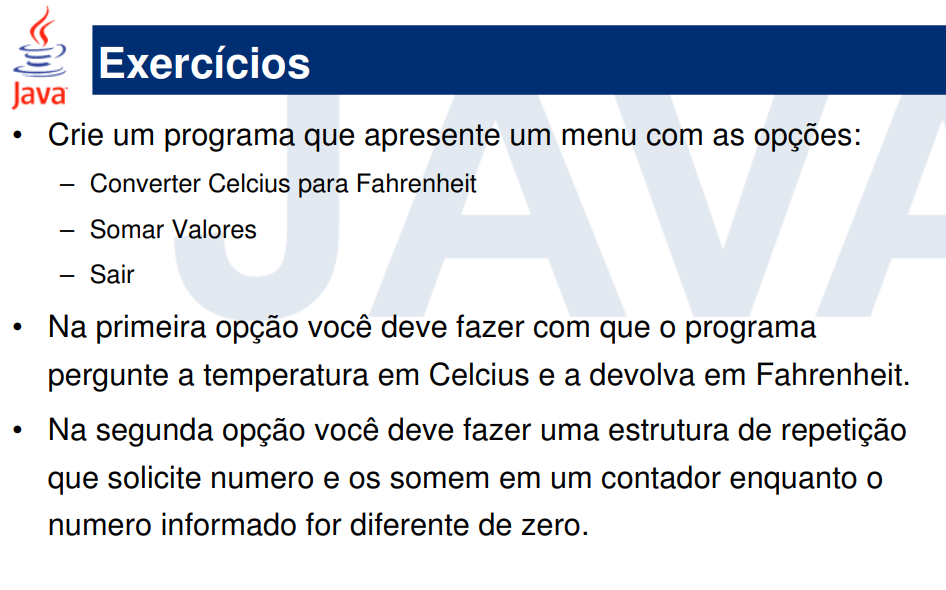 Java
Exercícios
JAVA
• Crie um programa que apresente um menu com as opções:
– Converter Celcius para Fahrenheit
– Somar Valores
– Sair
• Na primeira opção você deve fazer com que o programa
pergunte a temperatura em Celcius e a devolva em Fahrenheit.
• Na segunda opção você deve fazer uma estrutura de repetição
que solicite numero e os somem em um contador enquanto o
numero informado for diferente de zero.